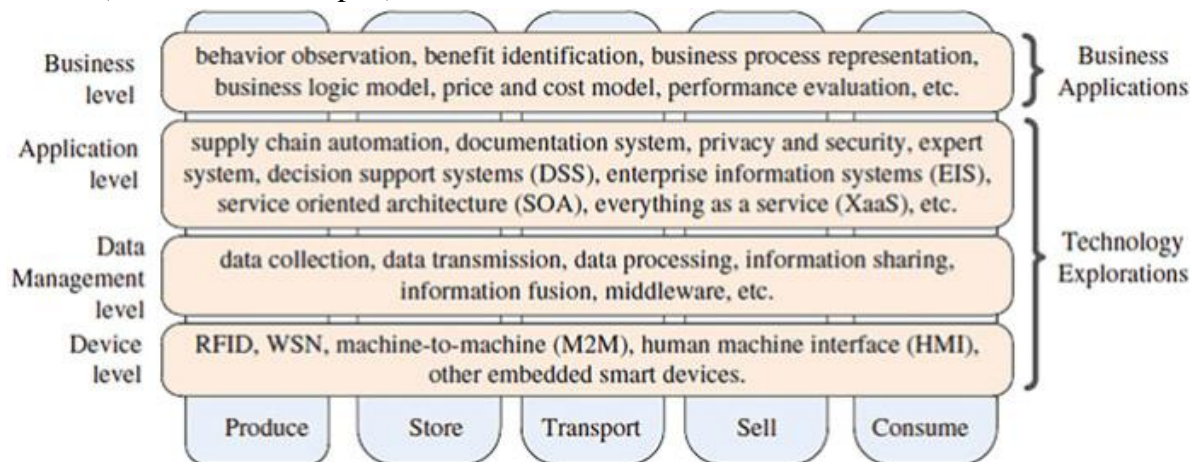 Business
level
behavior observation, benefit identification, business process representation,
business logic model, price and cost model, performance evaluation, etc.
Business
Applications
Application
level
supply chain automation, documentation system, privacy and security, expert
system, decision support systems (DSS), enterprise information systems (EIS),
service oriented architecture (SOA), everything as a service (XaaS), etc.
Data
Management
level
data collection, data transmission, data processing, information sharing,
information fusion, middleware, etc.
Technology
Explorations
Device
level
RFID, WSN, machine-to-machine (M2M), human machine interface (HMI),
other embedded smart devices.
Produce
Store
Transport
Sell
Consume